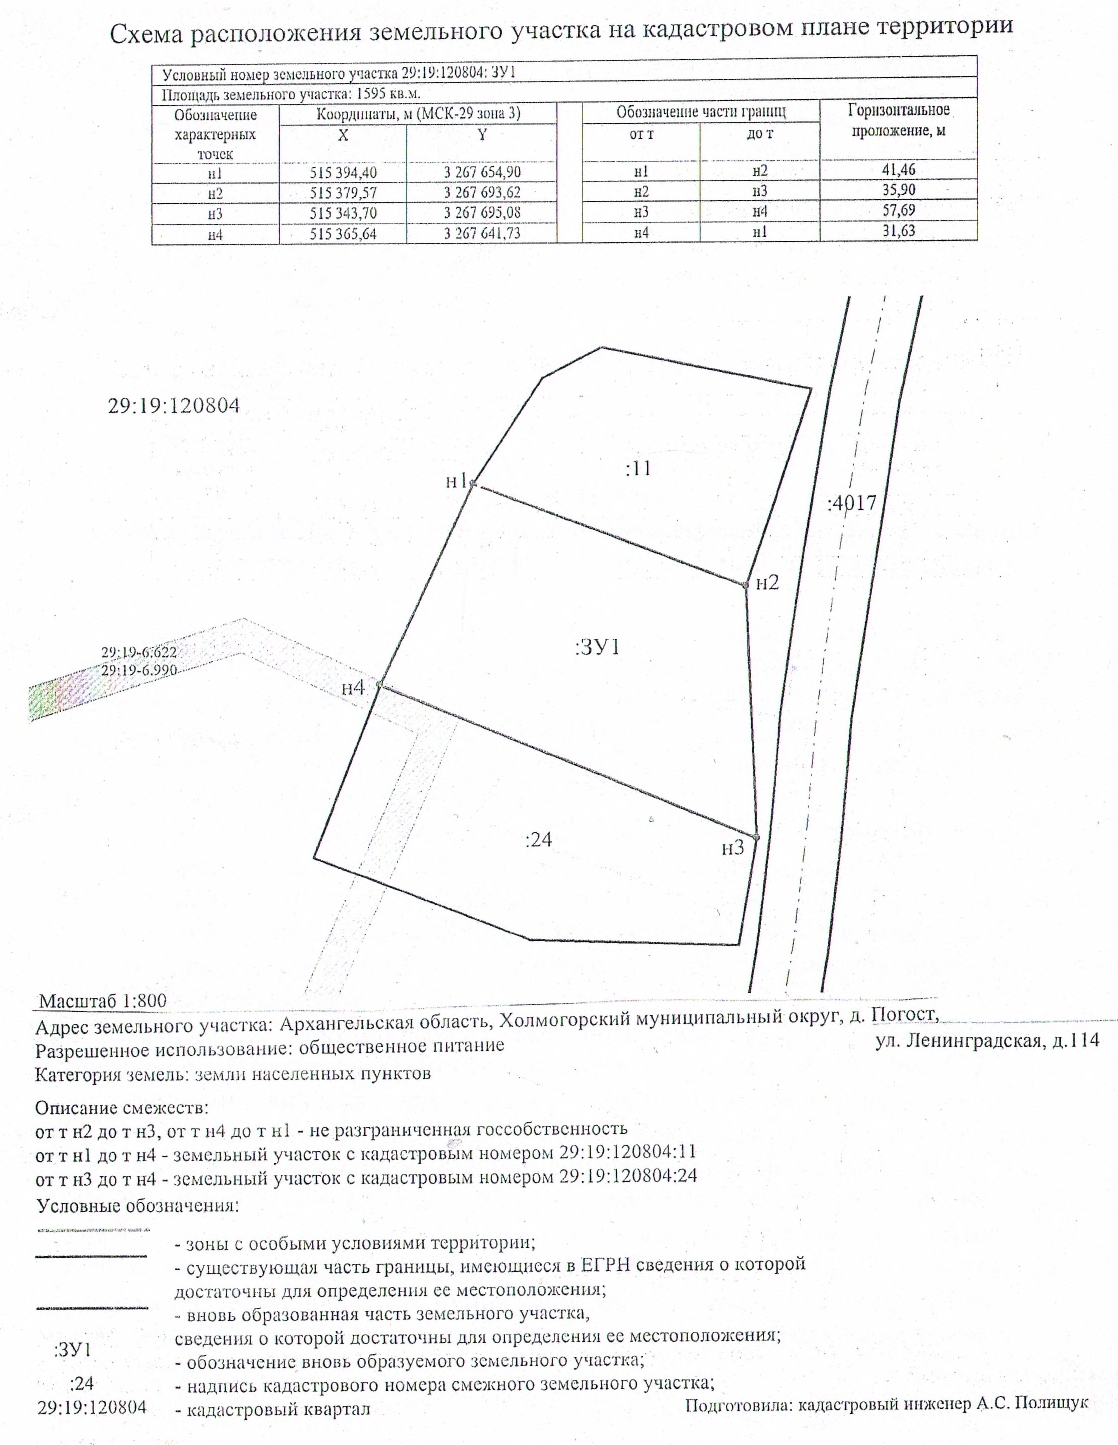 Схема расположения земельного участка на кадастровом плане территории
Условный номер земельного участка 29:19:120804: ЗУ1
Площадь земельного участка: 1595 кв.м.
Обозначение характерных точек
Координаты, м (МСК-29 зона 3)
X Y
Обозначение части границ
от т до т
Горизонтальное проложение, м
н1 515 394,40 3 267 654,90 н1 н2 41,46
н2 515 379,57 3 267 693,62 н2 н3 35,90
н3 515 343,70 3 267 695,08 н3 н4 57,69
н4 515 365,64 3 267 641,73 н4 н1 31,63
29:19:120804
:11
н1
:4017
н2
:ЗУ1
29:19-6.622
29:19-6.990
н4
:24
н3
Масштаб 1:800
Адрес земельного участка: Архангельская область, Холмогорский муниципальный округ, д. Погост,
ул. Ленинградская, д.114
Разрешенное использование: общественное питание
Категория земель: земли населенных пунктов
Описание смежеств:
от т н2 до т н3, от т н4 до т н1 - не разграниченная госсобственность
от т н1 до т н4 - земельный участок с кадастровым номером 29:19:120804:11
от т н3 до т н4 - земельный участок с кадастровым номером 29:19:120804:24
Условные обозначения:
- зоны с особыми условиями территории;
- существующая часть границы, имеющиеся в ЕГРН сведения о которой
достаточны для определения ее местоположения;
- вновь образованная часть земельного участка,
сведения о которой достаточны для определения ее местоположения;
:ЗУ1 - обозначение вновь образуемого земельного участка;
:24 - надпись кадастрового номера смежного земельного участка;
29:19:120804 - кадастровый квартал
Подготовила: кадастровый инженер А.С. Полищук